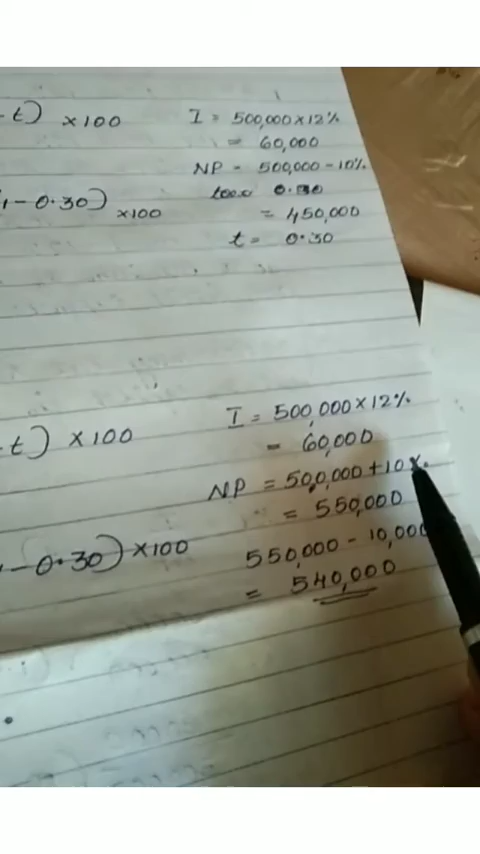 -t) ×100
I = 500,000 × 12%
= 60,000
NP - 500,000 - 10%
0.30
1 - 0.30) ×100
= 450,000
t = 0.30
-t) ×100
I = 500,000 × 12%
= 60,000
NP = 500,000 + 10%
= 550,000
- 0.30) ×100
550,000 - 10,000
= 540,000